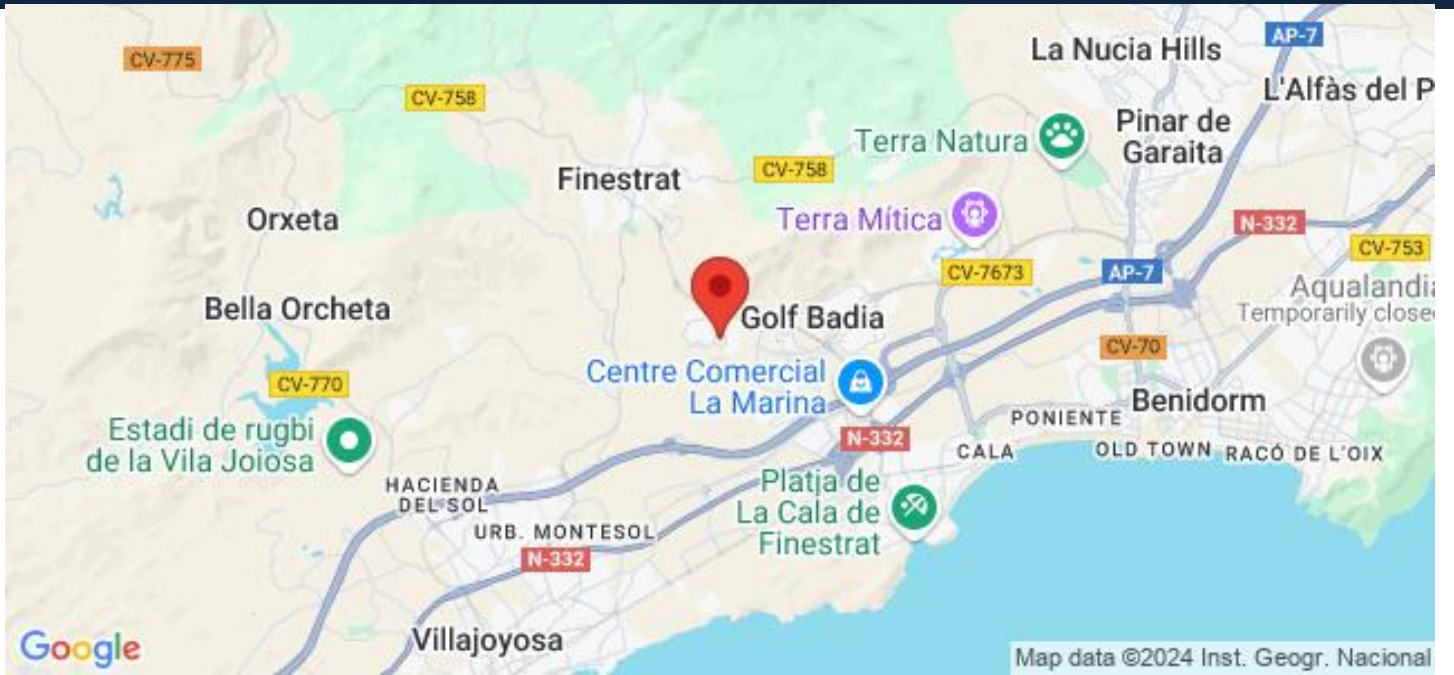 CV-775
CV-758
La Nucia Hills
AP-7
L'Alfàs del P
Terra Natura
Pinar de
Garaita
Finestrat
CV-758
Orxeta
Terra Mítica
N-332
CV-753
CV-7673
AP-7
Aqualandia
Temporarily close
Bella Orcheta
Golf Badia
CV-70
Centre Comercial
La Marina
CV-770
Benidorm
PONIENTE
Estadi de rugbi
de la Vila Joiosa
N-332
CALA
OLD TOWN
RACÓ DE L'OIX
HACIENDA
DEL SOL
Platja de
La Cala de
Finestrat
URB. MONTESOL
N-332
Villajoyosa
Google
Map data ©2024 Inst. Geogr. Nacional